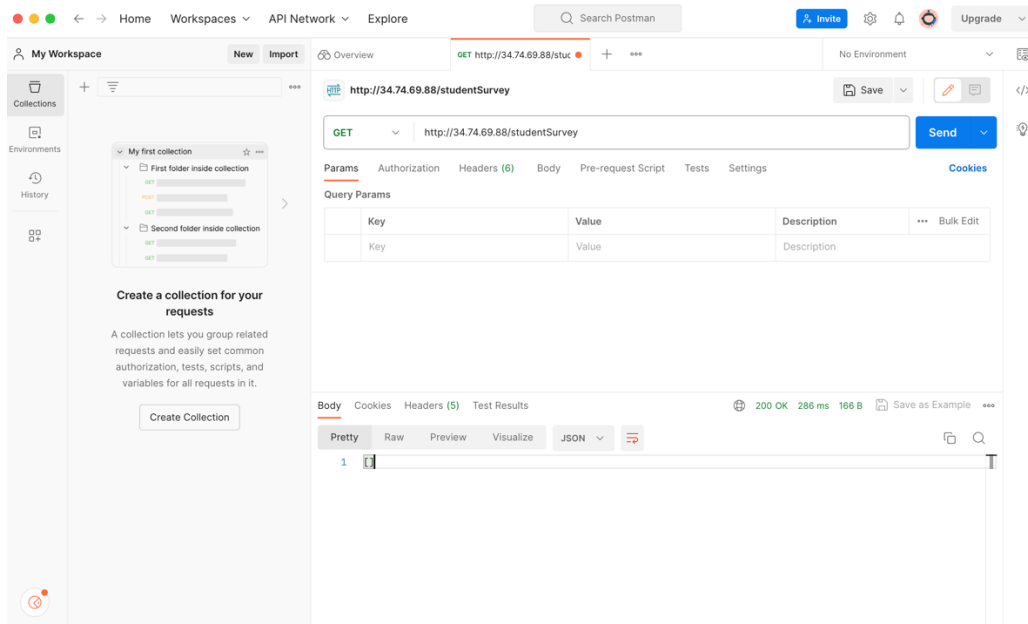 Home Workspaces API Network Explore Search Postman Invite Upgrade
My Workspace New Import Overview GET http://34.74.69.88/stuc No Environment
Collections
Environments
History
My first collection
First folder inside collection
GET
POST
GET
Second folder inside collection
GET
GET
Create a collection for your
requests
A collection lets you group related
requests and easily set common
authorization, tests, scripts, and
variables for all requests in it.
Create Collection
HTTP http://34.74.69.88/studentSurvey Save
GET http://34.74.69.88/studentSurvey Send
Params Authorization Headers (6) Body Pre-request Script Tests Settings Cookies
Query Params
Key Value Description Bulk Edit
Key Value Description
Body Cookies Headers (5) Test Results 200 OK 286 ms 166 B Save as Example
Pretty Raw Preview Visualize JSON
1 []